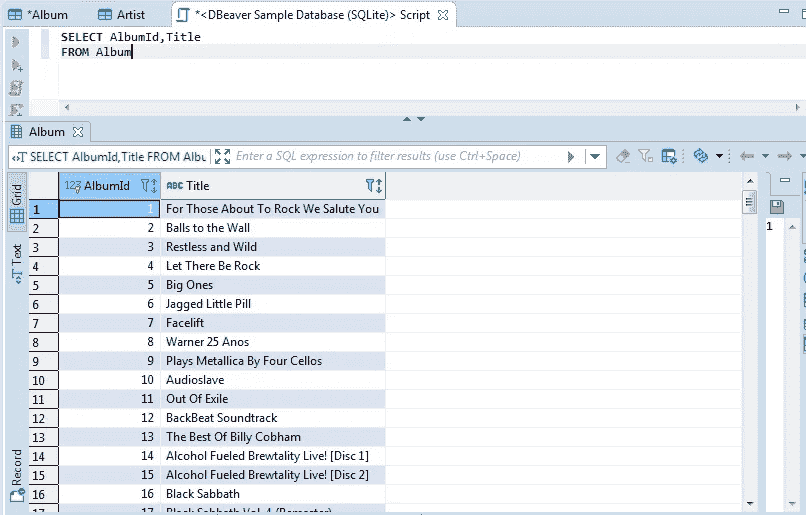 *Album Artist *<DBeaver Sample Database (SQLite)> Script
SELECT AlbumId,Title
FROM Album
Album
SELECT AlbumId,Title FROM Albu Enter a SQL expression to filter results (use Ctrl+Space)
Grid
Text
Record
123 AlbumId ABC Title
1 1 For Those About To Rock We Salute You
2 2 Balls to the Wall
3 3 Restless and Wild
4 4 Let There Be Rock
5 5 Big Ones
6 6 Jagged Little Pill
7 7 Facelift
8 8 Warner 25 Anos
9 9 Plays Metallica By Four Cellos
10 10 Audioslave
11 11 Out Of Exile
12 12 BackBeat Soundtrack
13 13 The Best Of Billy Cobham
14 14 Alcohol Fueled Brewtality Live! [Disc 1]
15 15 Alcohol Fueled Brewtality Live! [Disc 2]
16 16 Black Sabbath
17 17 Black Sabbath Vol. 4 (Remaster)
1